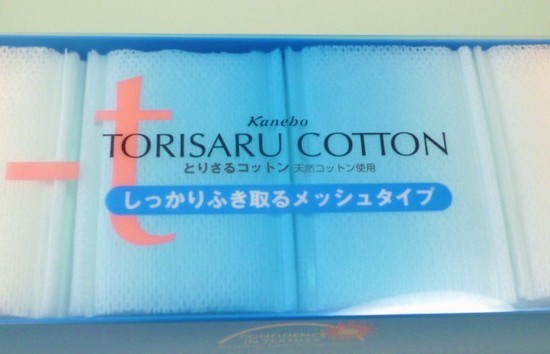 Kanebo
-t
TORISARU COTTON
とりさるコットン 天然コットン使用
しっかりふき取るメッシュタイプ